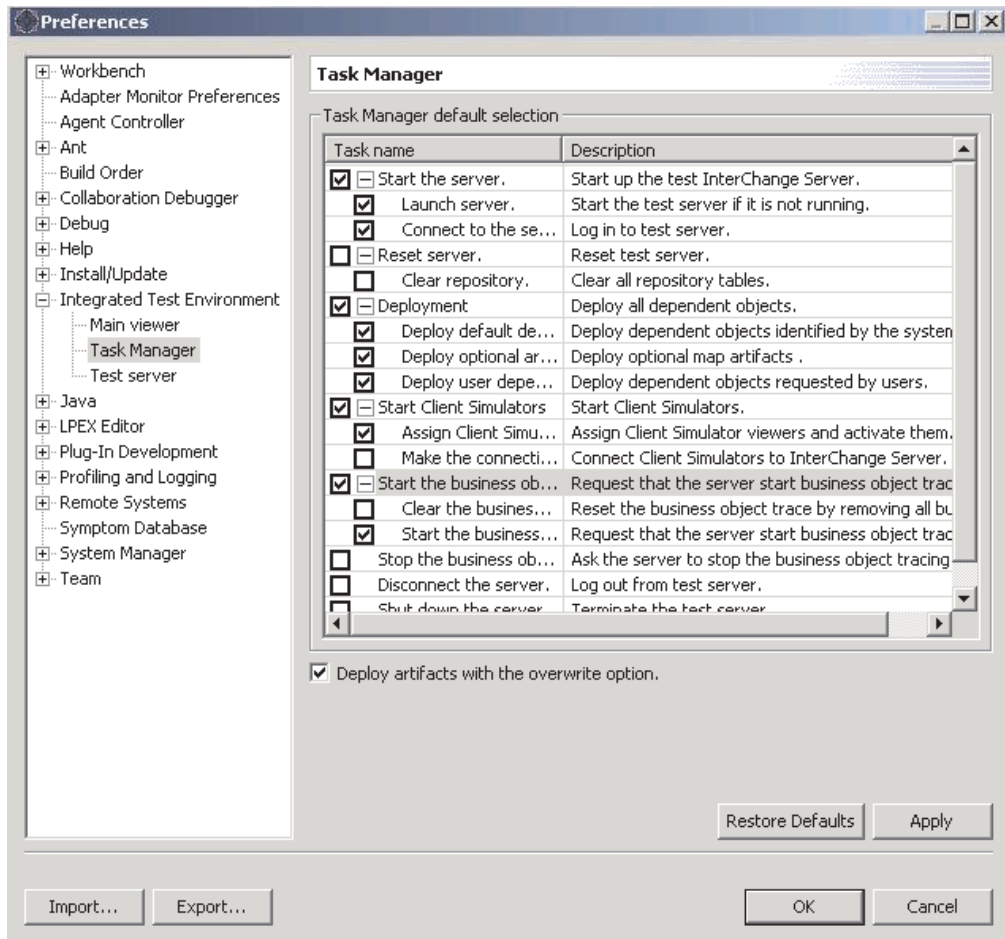 Preferences
Workbench
Adapter Monitor Preferences
Agent Controller
Ant
Build Order
Collaboration Debugger
Debug
Help
Install/Update
Integrated Test Environment
Main viewer
Task Manager
Test server
Java
LPEX Editor
Plug-In Development
Profiling and Logging
Remote Systems
Symptom Database
System Manager
Team
Task Manager
Task Manager default selection
Task name Description
Start the server. Start up the test InterChange Server.
Launch server. Start the test server if it is not running.
Connect to the se... Log in to test server.
Reset server. Reset test server.
Clear repository. Clear all repository tables.
Deployment Deploy all dependent objects.
Deploy default de... Deploy dependent objects identified by the system
Deploy optional ar... Deploy optional map artifacts .
Deploy user depe... Deploy dependent objects requested by users.
Start Client Simulators Start Client Simulators.
Assign Client Simu... Assign Client Simulator viewers and activate them.
Make the connecti... Connect Client Simulators to InterChange Server.
Start the business ob... Request that the server start business object trac
Clear the busines... Reset the business object trace by removing all bu
Start the business... Request that the server start business object trac
Stop the business ob... Ask the server to stop the business object tracing
Disconnect the server. Log out from test server.
Shut down the server Terminate the test server
Deploy artifacts with the overwrite option.
Restore Defaults Apply
Import... Export... OK Cancel